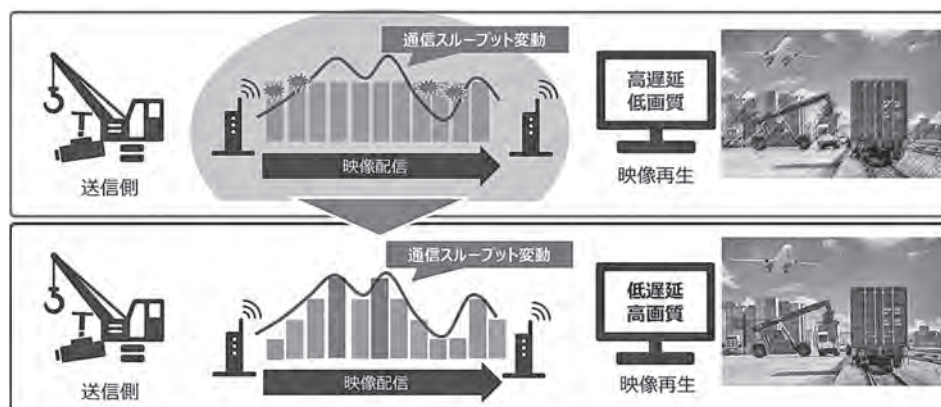 通信スループット変動
高遅延
低画質
送信側
映像配信
映像再生
通信スループット変動
低遅延
高画質
送信側
映像配信
映像再生